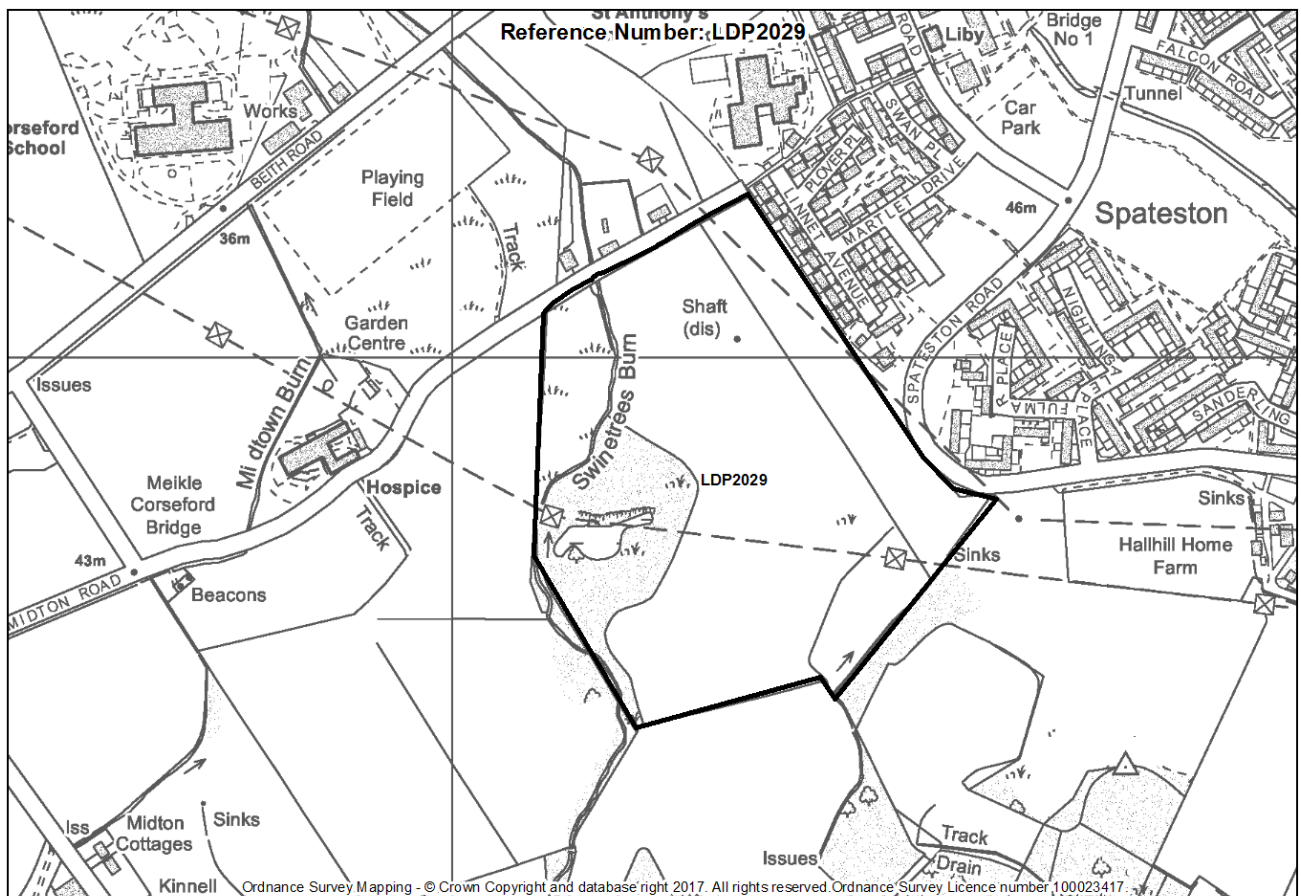 St Anthony's
Reference Number: LDP2029
ROAD
Liby
Bridge
No 1
FALCON ROAD
Tunnel
Works
Corseford
School
BEITH ROAD
Playing
Field
Track
36m
Car
Park
SWAN PL
PLOVER PL
MARTLET DRIVE
LINNET AVENUE
46m
Spateston
Shaft
(dis)
Garden
Centre
Issues
Midtown Burn
Swinetrees Burn
SPATESTON ROAD
NIGHTINGALE PLACE
FULMAR PLACE
SANDERLING
LDP2029
Meikle
Corseford
Bridge
Hospice
Track
43m
MIDTON ROAD
Beacons
Sinks
Sinks
Hallhill Home
Farm
Iss
Midton
Cottages
Sinks
Kinnell
Issues
Track
Drain
Ordnance Survey Mapping - © Crown Copyright and database right 2017. All rights reserved. Ordnance Survey Licence number 100023417.